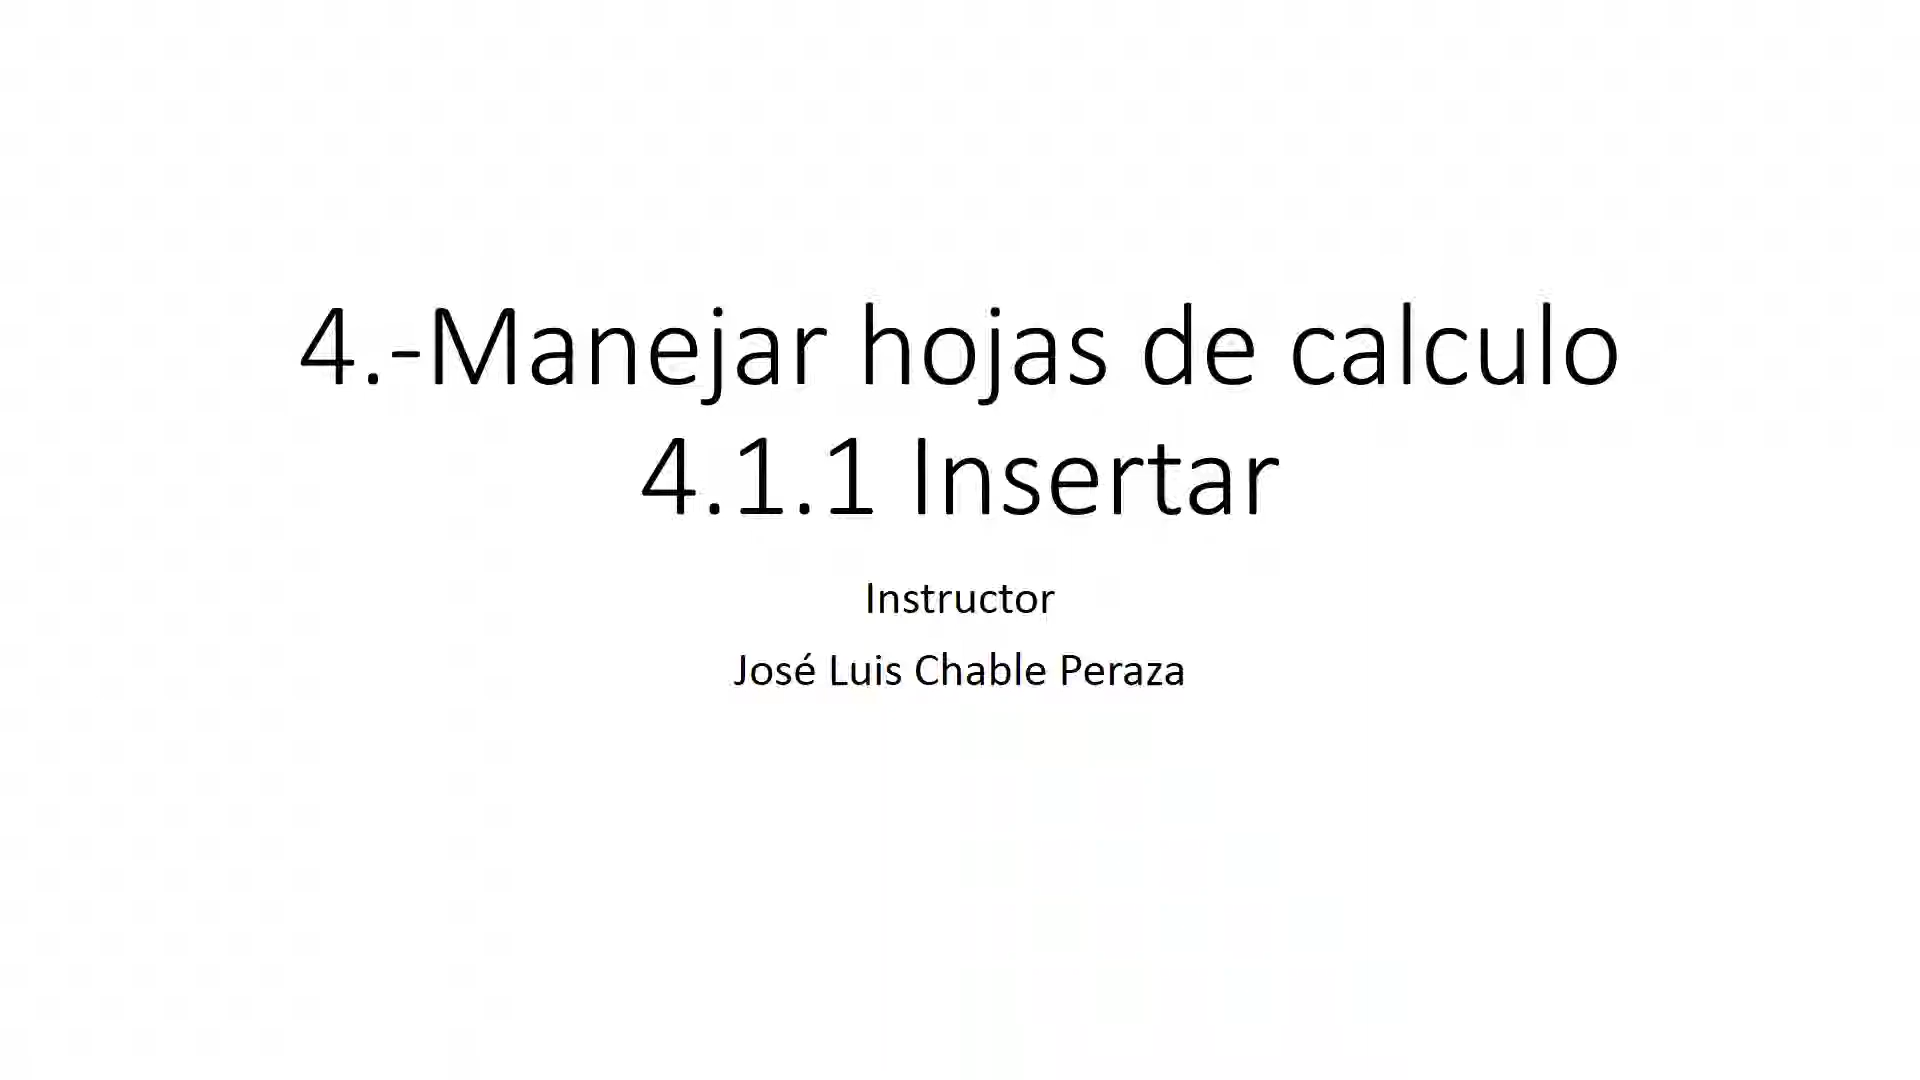 4.-Manejar hojas de calculo
4.1.1 Insertar
Instructor
José Luis Chable Peraza